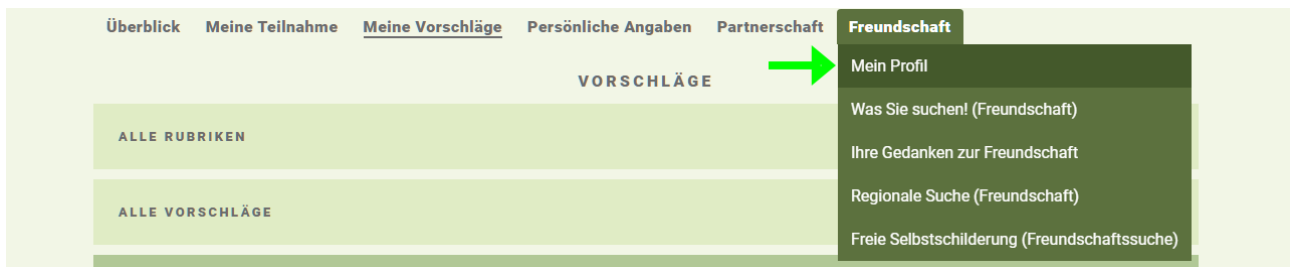 Überblick Meine Teilnahme Meine Vorschläge Persönliche Angaben Partnerschaft Freundschaft
Mein Profil
VORSCHLÄGE
Was Sie suchen! (Freundschaft)
ALLE RUBRIKEN
Ihre Gedanken zur Freundschaft
Regionale Suche (Freundschaft)
ALLE VORSCHLÄGE
Freie Selbstschilderung (Freundschaftssuche)